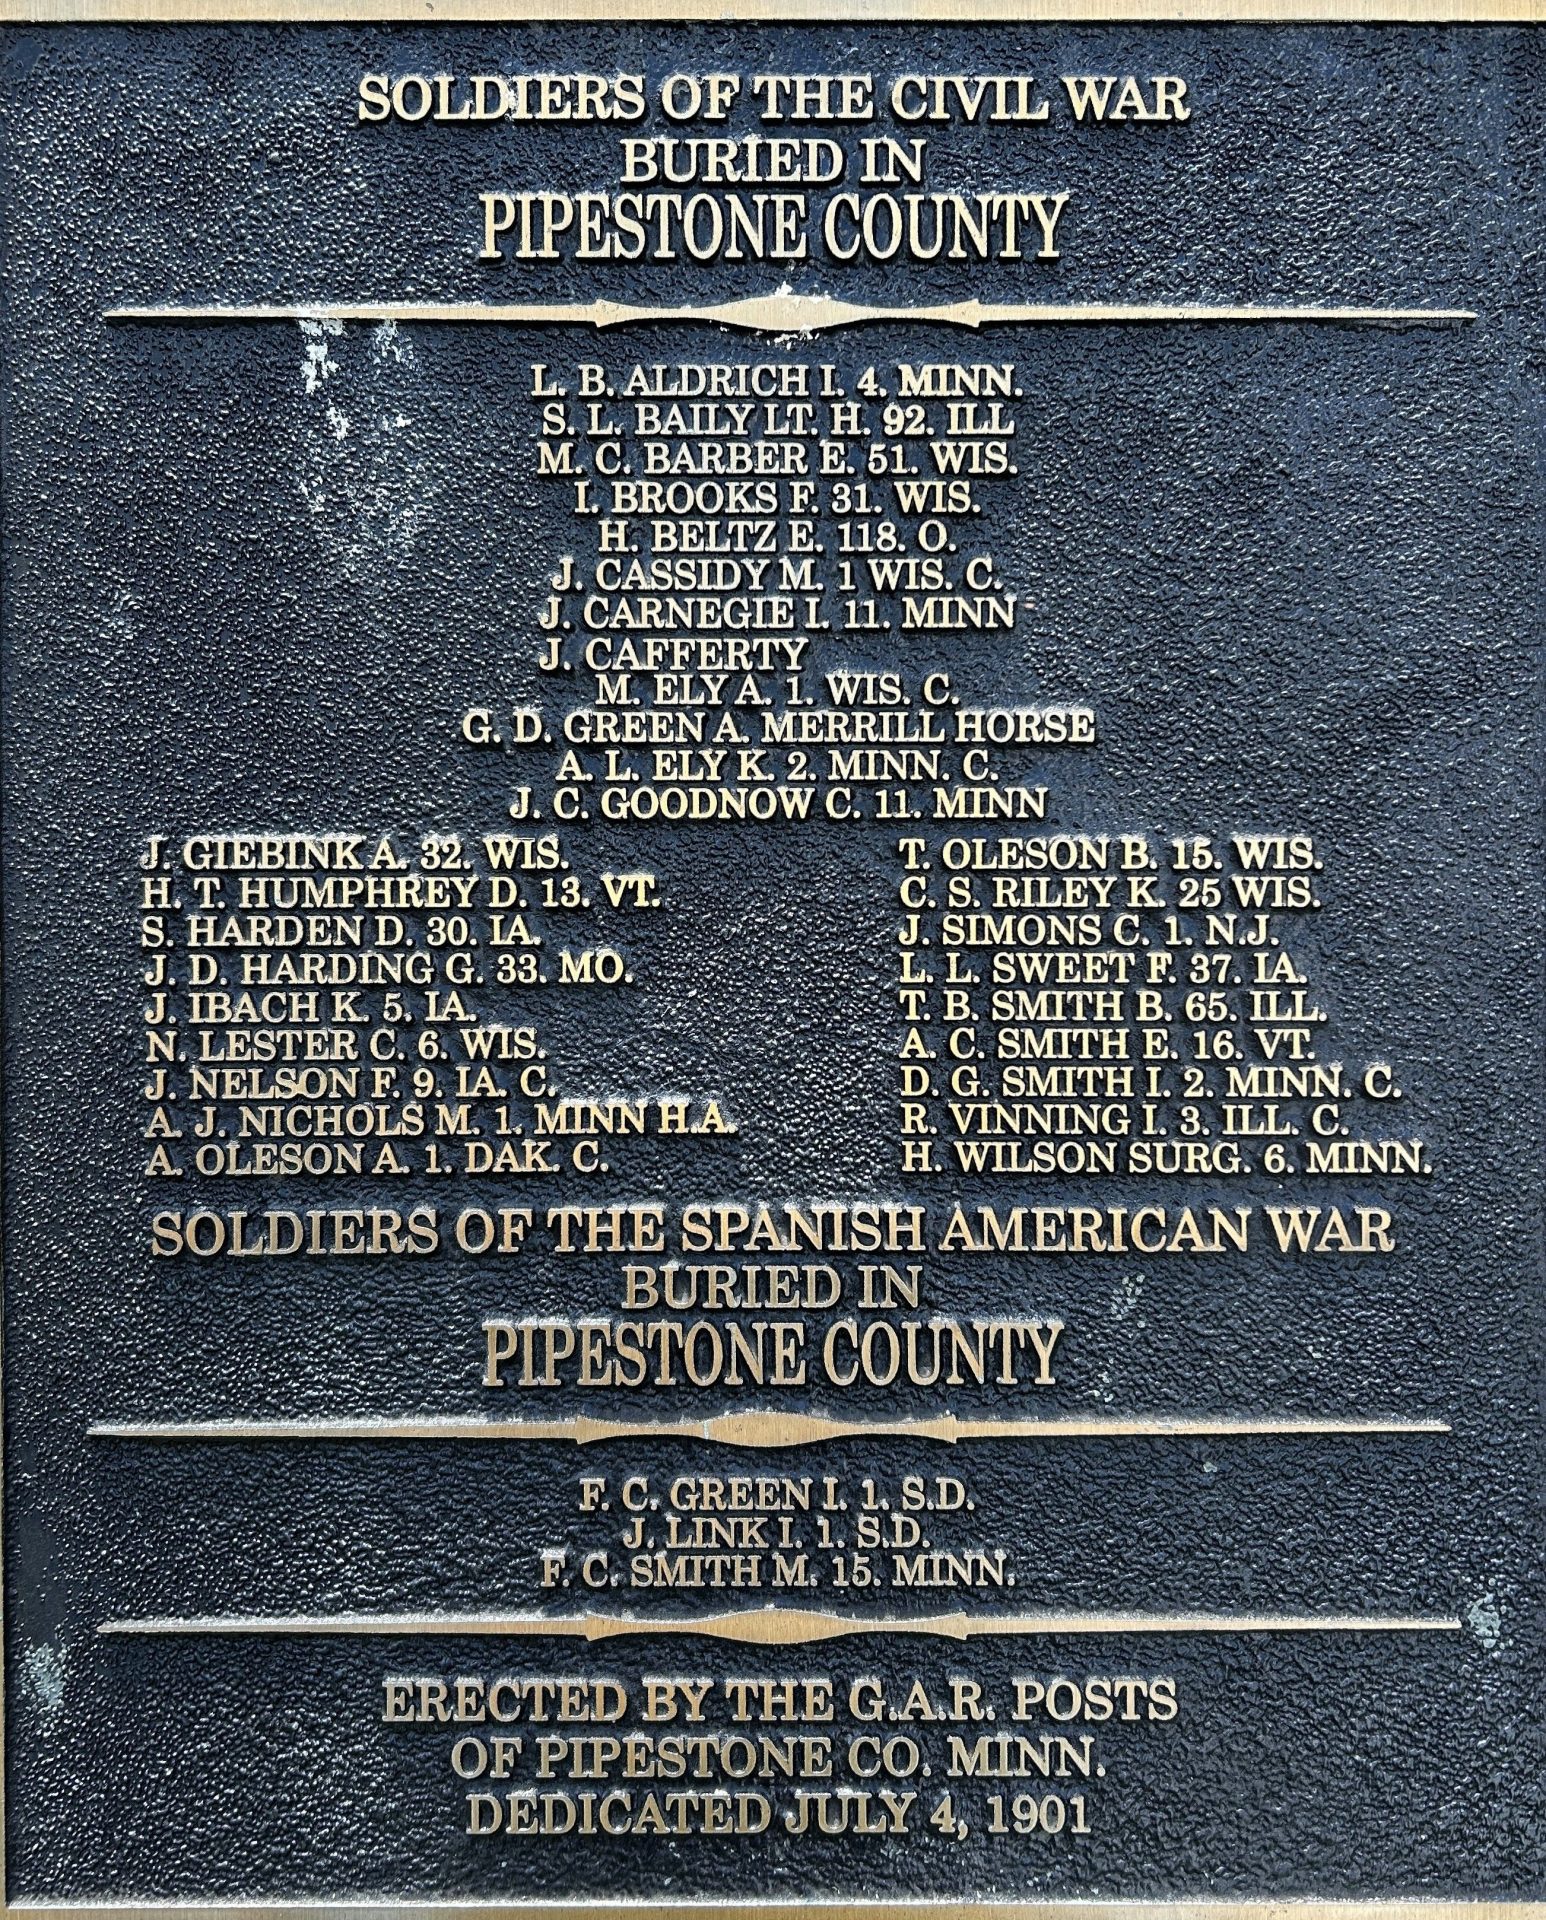 SOLDIERS OF THE CIVIL WAR
BURIED IN
PIPESTONE COUNTY
L. B. ALDRICH I. 4. MINN.
S. L. BAILY LT. H. 92. ILL
M. C. BARBER E. 51. WIS.
I. BROOKS F. 31. WIS.
H. BELTZ E. 118. O.
J. CASSIDY M. 1 WIS. C.
J. CARNEGIE I. 11. MINN
J. CAFFERTY
M. ELY A. 1. WIS. C.
G. D. GREEN A. MERRILL HORSE
A. L. ELY K. 2. MINN. C.
J. C. GOODNOW C. 11. MINN
J. GIEBINK A. 32. WIS.
H. T. HUMPHREY D. 13. VT.
S. HARDEN D. 30. IA.
J. D. HARDING G. 33. MO.
J. IBACH K. 5. IA.
N. LESTER C. 6. WIS.
J. NELSON F. 9. IA. C.
A. J. NICHOLS M. 1. MINN H.A.
A. OLESON A. 1. DAK. C.
T. OLESON B. 15. WIS.
C. S. RILEY K. 25 WIS.
J. SIMONS C. 1. N.J.
L. L. SWEET F. 37. IA.
T. B. SMITH B. 65. ILL.
A. C. SMITH E. 16. VT.
D. G. SMITH I. 2. MINN. C.
R. VINNING I. 3. ILL. C.
H. WILSON SURG. 6. MINN.
SOLDIERS OF THE SPANISH AMERICAN WAR
BURIED IN
PIPESTONE COUNTY
F. C. GREEN I. 1. S.D.
J. LINK I. 1. S.D.
F. C. SMITH M. 15. MINN.
ERECTED BY THE G.A.R. POSTS
OF PIPESTONE CO. MINN.
DEDICATED JULY 4, 1901